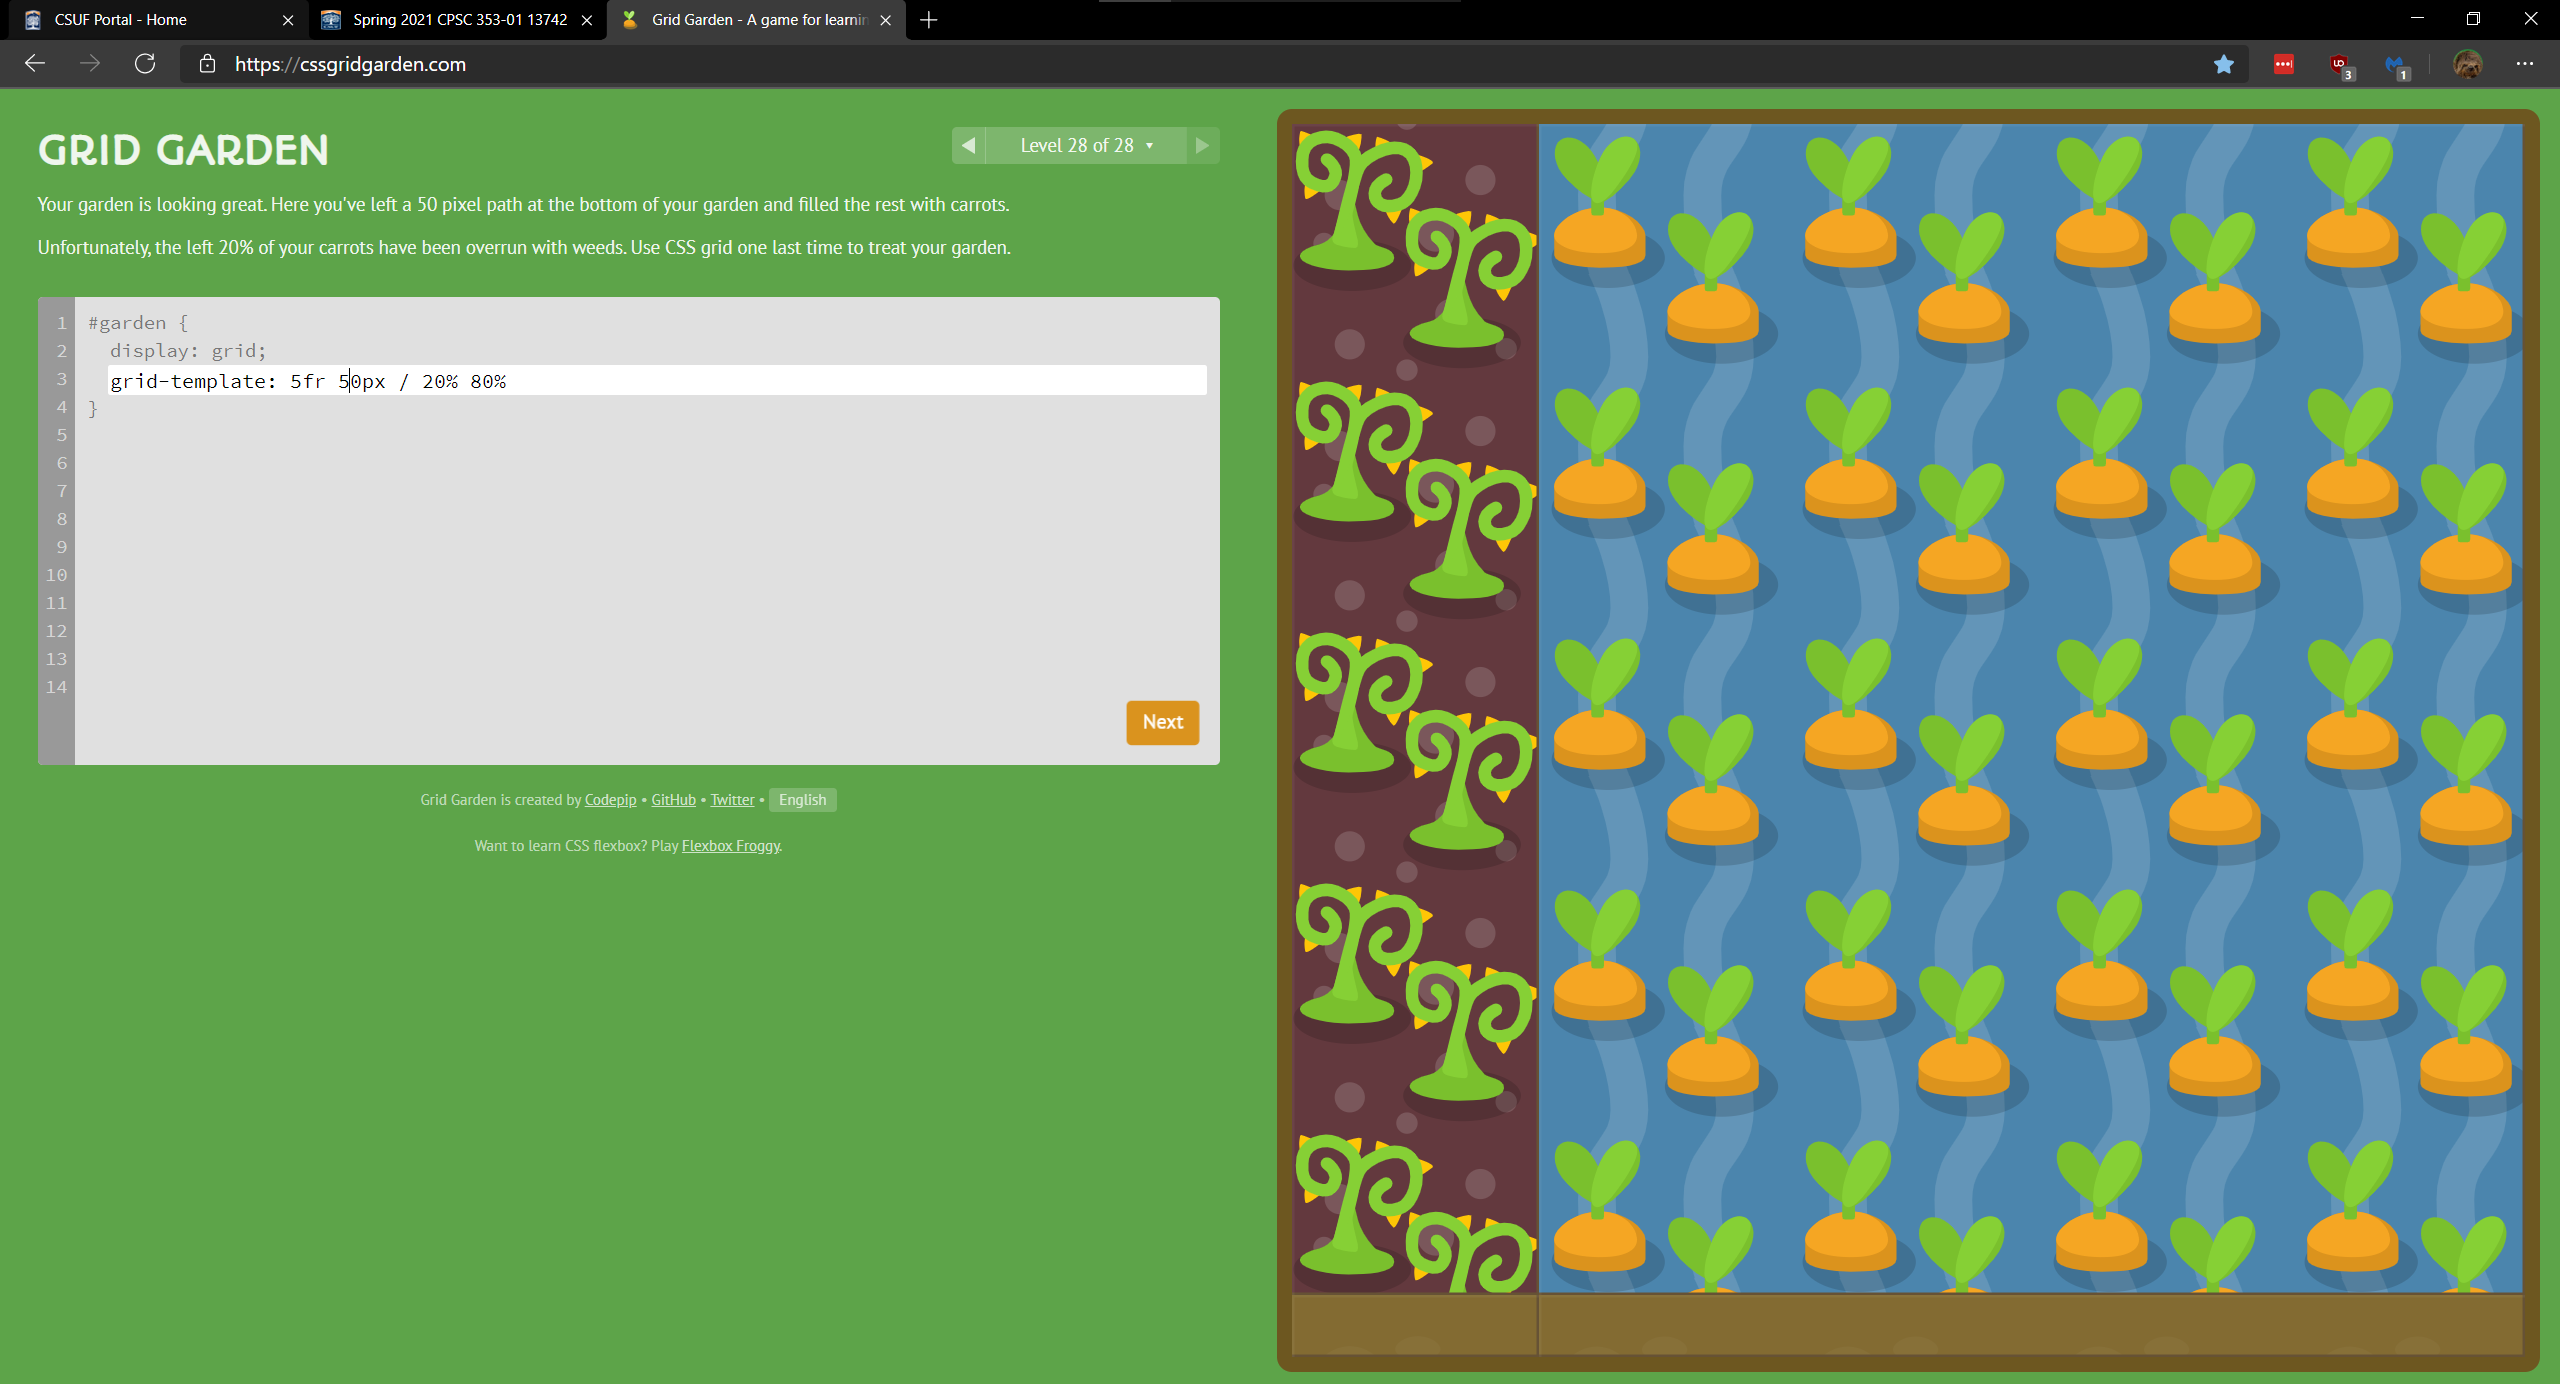 CSUF Portal - Home
Spring 2021 CPSC 353-01 13742
Grid Garden - A game for learnin
https://cssgridgarden.com
3
1
GRID GARDEN
Level 28 of 28
Your garden is looking great. Here you've left a 50 pixel path at the bottom of your garden and filled the rest with carrots.
Unfortunately, the left 20% of your carrots have been overrun with weeds. Use CSS grid one last time to treat your garden.
1 #garden {
2 display: grid;
3 grid-template: 5fr 50px / 20% 80%
4 }
5
6
7
8
9
10
11
12
13
14
Next
Grid Garden is created by Codepip • GitHub • Twitter • English
Want to learn CSS flexbox? Play Flexbox Froggy.